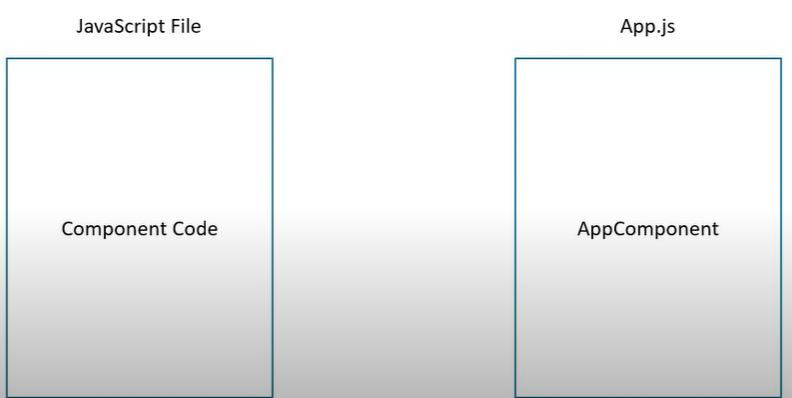 JavaScript File
App.js
Component Code
AppComponent